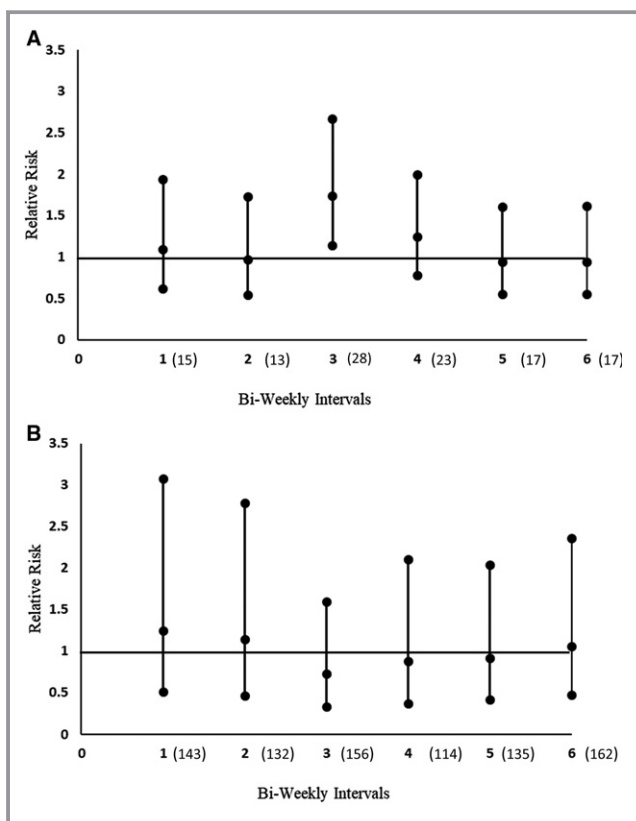 A
3.5
3
2.5
2
1.5
1
0.5
0
Relative Risk
0 1 (15) 2 (13) 3 (28) 4 (23) 5 (17) 6 (17)
Bi-Weekly Intervals
B
3.5
3
2.5
2
1.5
1
0.5
0
Relative Risk
0 1 (143) 2 (132) 3 (156) 4 (114) 5 (135) 6 (162)
Bi-Weekly Intervals